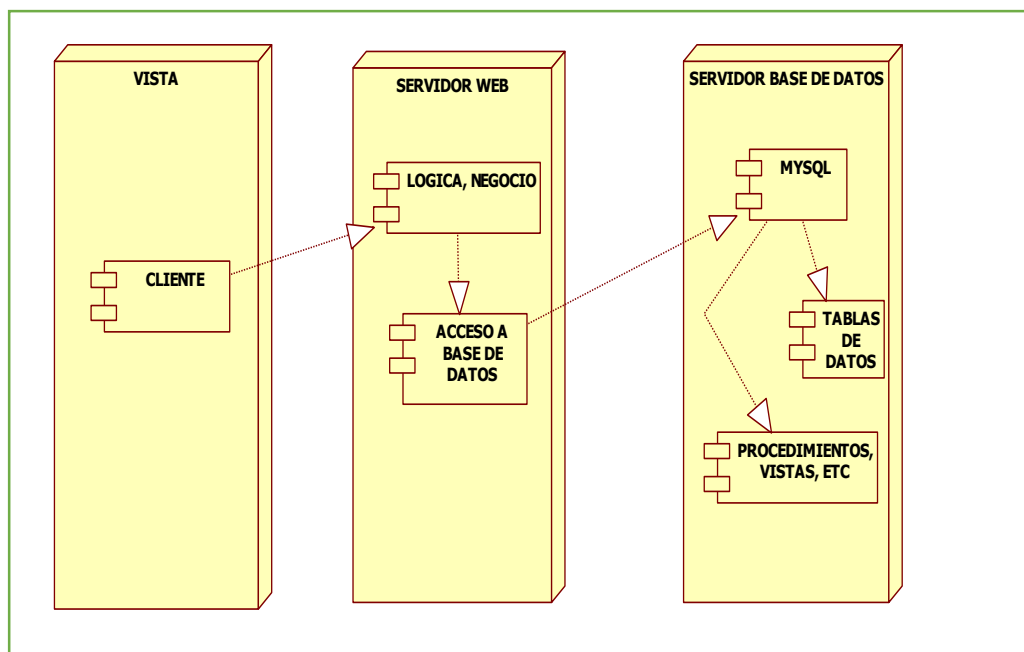 VISTA
CLIENTE
SERVIDOR WEB
LOGICA, NEGOCIO
ACCESO A
BASE DE
DATOS
SERVIDOR BASE DE DATOS
MYSQL
TABLAS
DE
DATOS
PROCEDIMIENTOS,
VISTAS, ETC